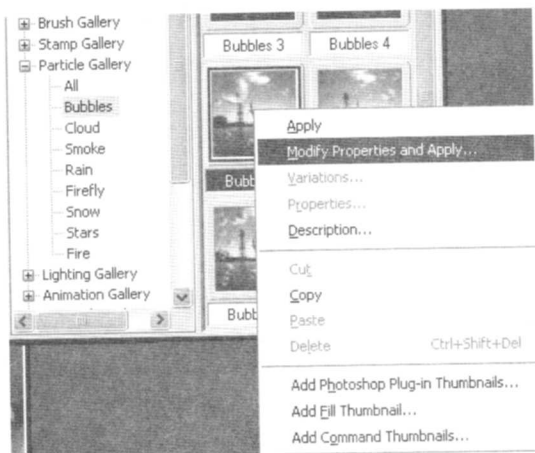 Brush Gallery
Stamp Gallery
Particle Gallery
All
Bubbles
Cloud
Smoke
Rain
Firefly
Snow
Stars
Fire
Lighting Gallery
Animation Gallery
Bubbles 3
Bubbles 4
Bubb
Bubb
Apply
Modify Properties and Apply...
Variations...
Properties...
Description...
Cut
Copy
Paste
Delete Ctrl+Shift+Del
Add Photoshop Plug-in Thumbnails...
Add Fill Thumbnail...
Add Command Thumbnails...